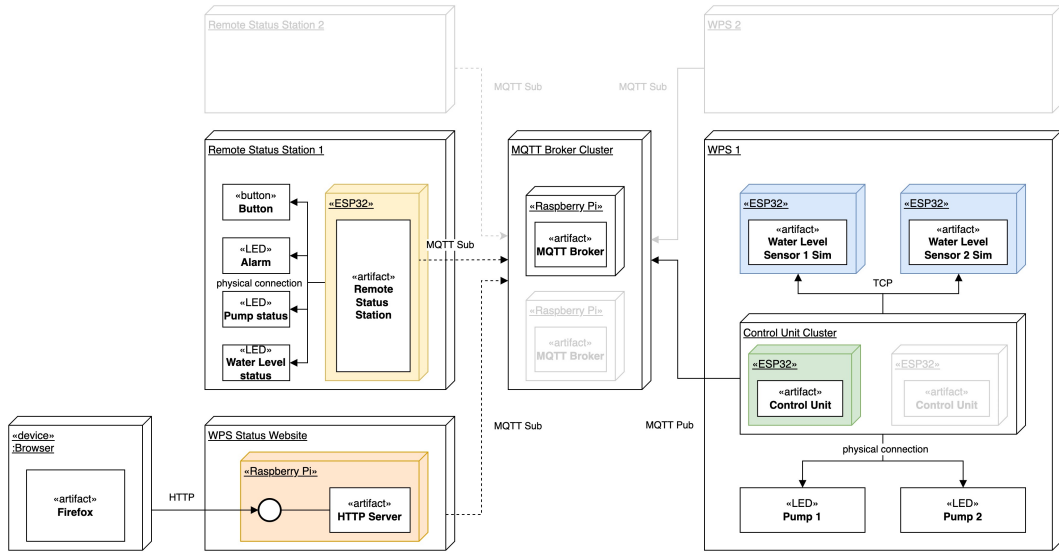 Remote Status Station 2
WPS 2
MQTT Sub
MQTT Sub
Remote Status Station 1
«button»
Button
«LED»
Alarm
physical connection
«LED»
Pump status
«LED»
Water Level
status
«ESP32»
«artifact»
Remote
Status
Station
MQTT Sub
MQTT Broker Cluster
«Raspberry Pi»
«artifact»
MQTT Broker
«Raspberry Pi»
«artifact»
MQTT Broker
WPS 1
«ESP32»
«artifact»
Water Level
Sensor 1 Sim
«ESP32»
«artifact»
Water Level
Sensor 2 Sim
TCP
Control Unit Cluster
«ESP32»
«artifact»
Control Unit
«ESP32»
«artifact»
Control Unit
physical connection
«LED»
Pump 1
«LED»
Pump 2
MQTT Sub
MQTT Pub
«device»
:Browser
«artifact»
Firefox
HTTP
WPS Status Website
«Raspberry Pi»
«artifact»
HTTP Server